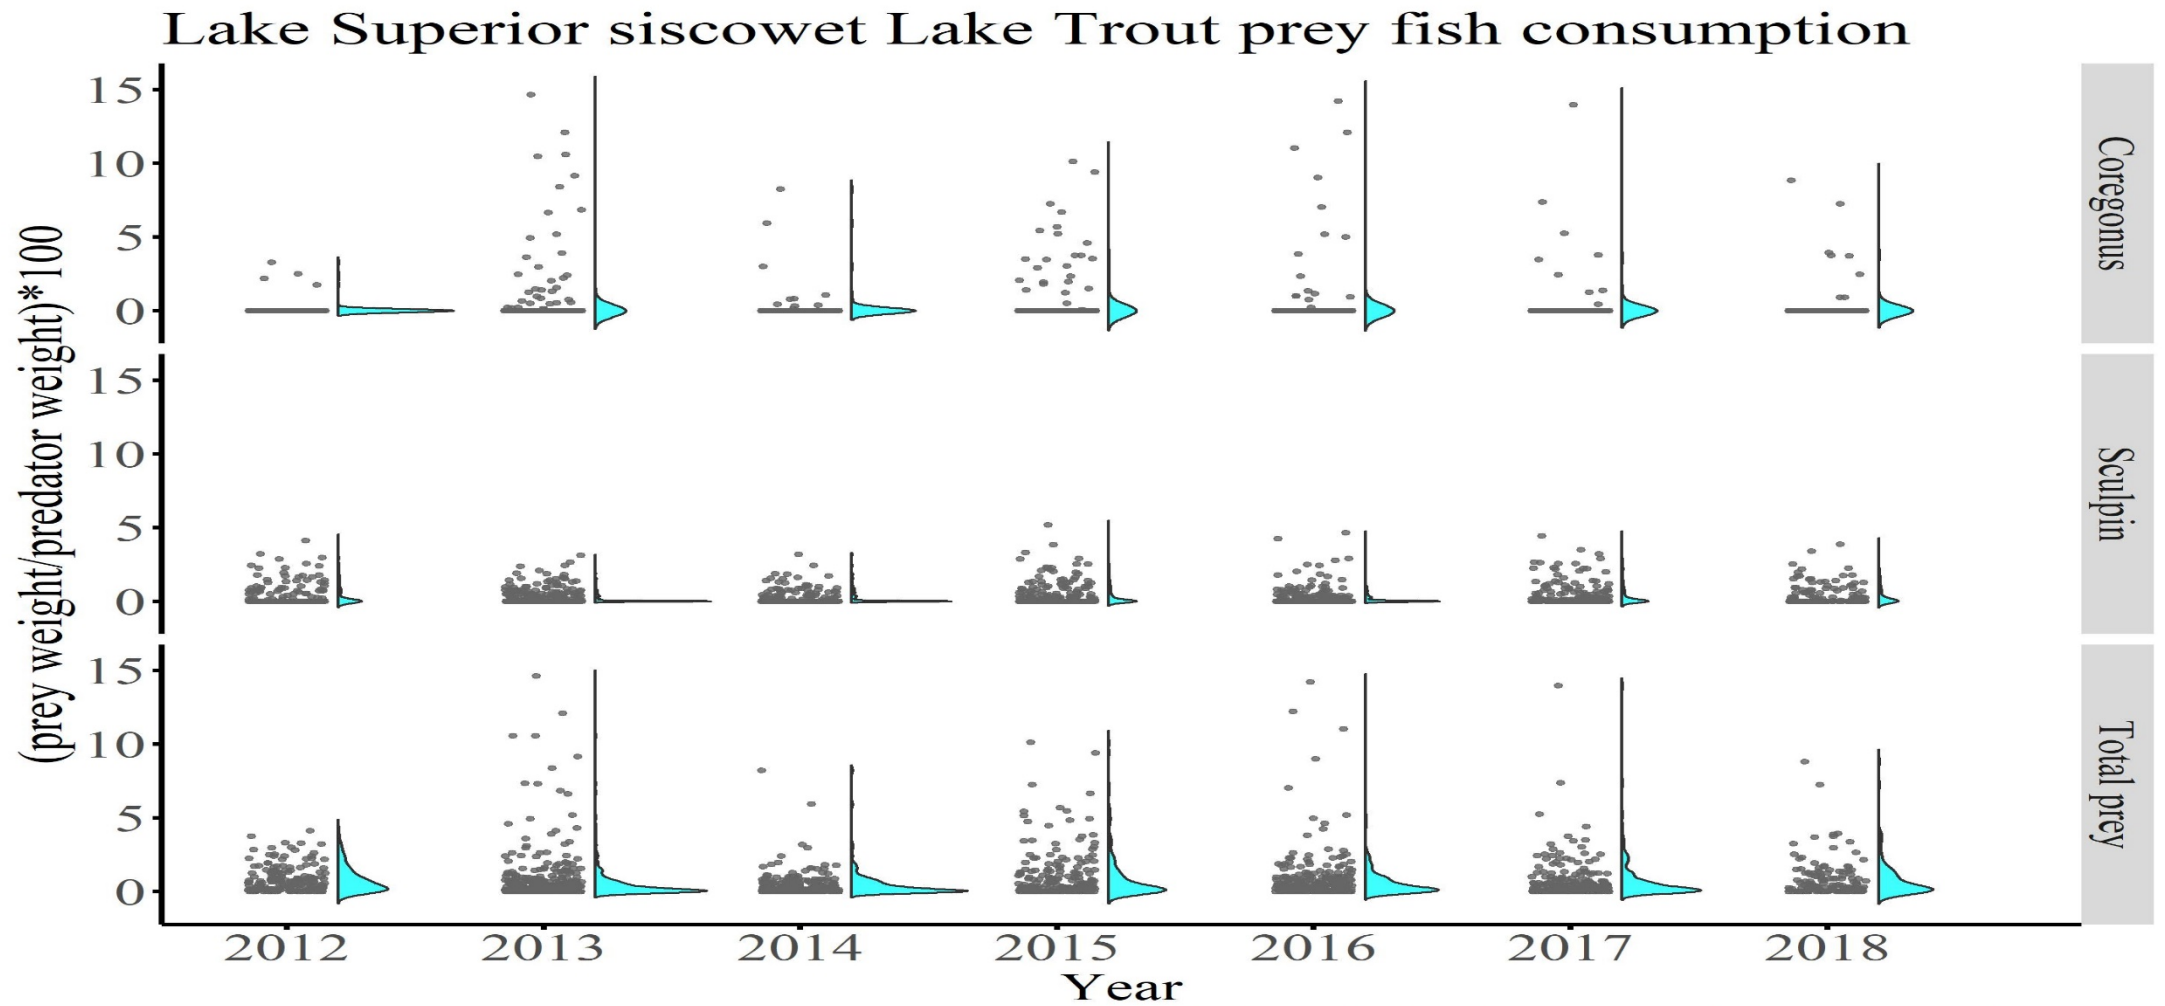 Lake Superior siscowet Lake Trout prey fish consumption
(prey weight/predator weight)*100
15
10
5
0
Coregonus
15
10
5
0
Sculpin
15
10
5
0
Total prey
2012 2013 2014 2015 2016 2017 2018
Year